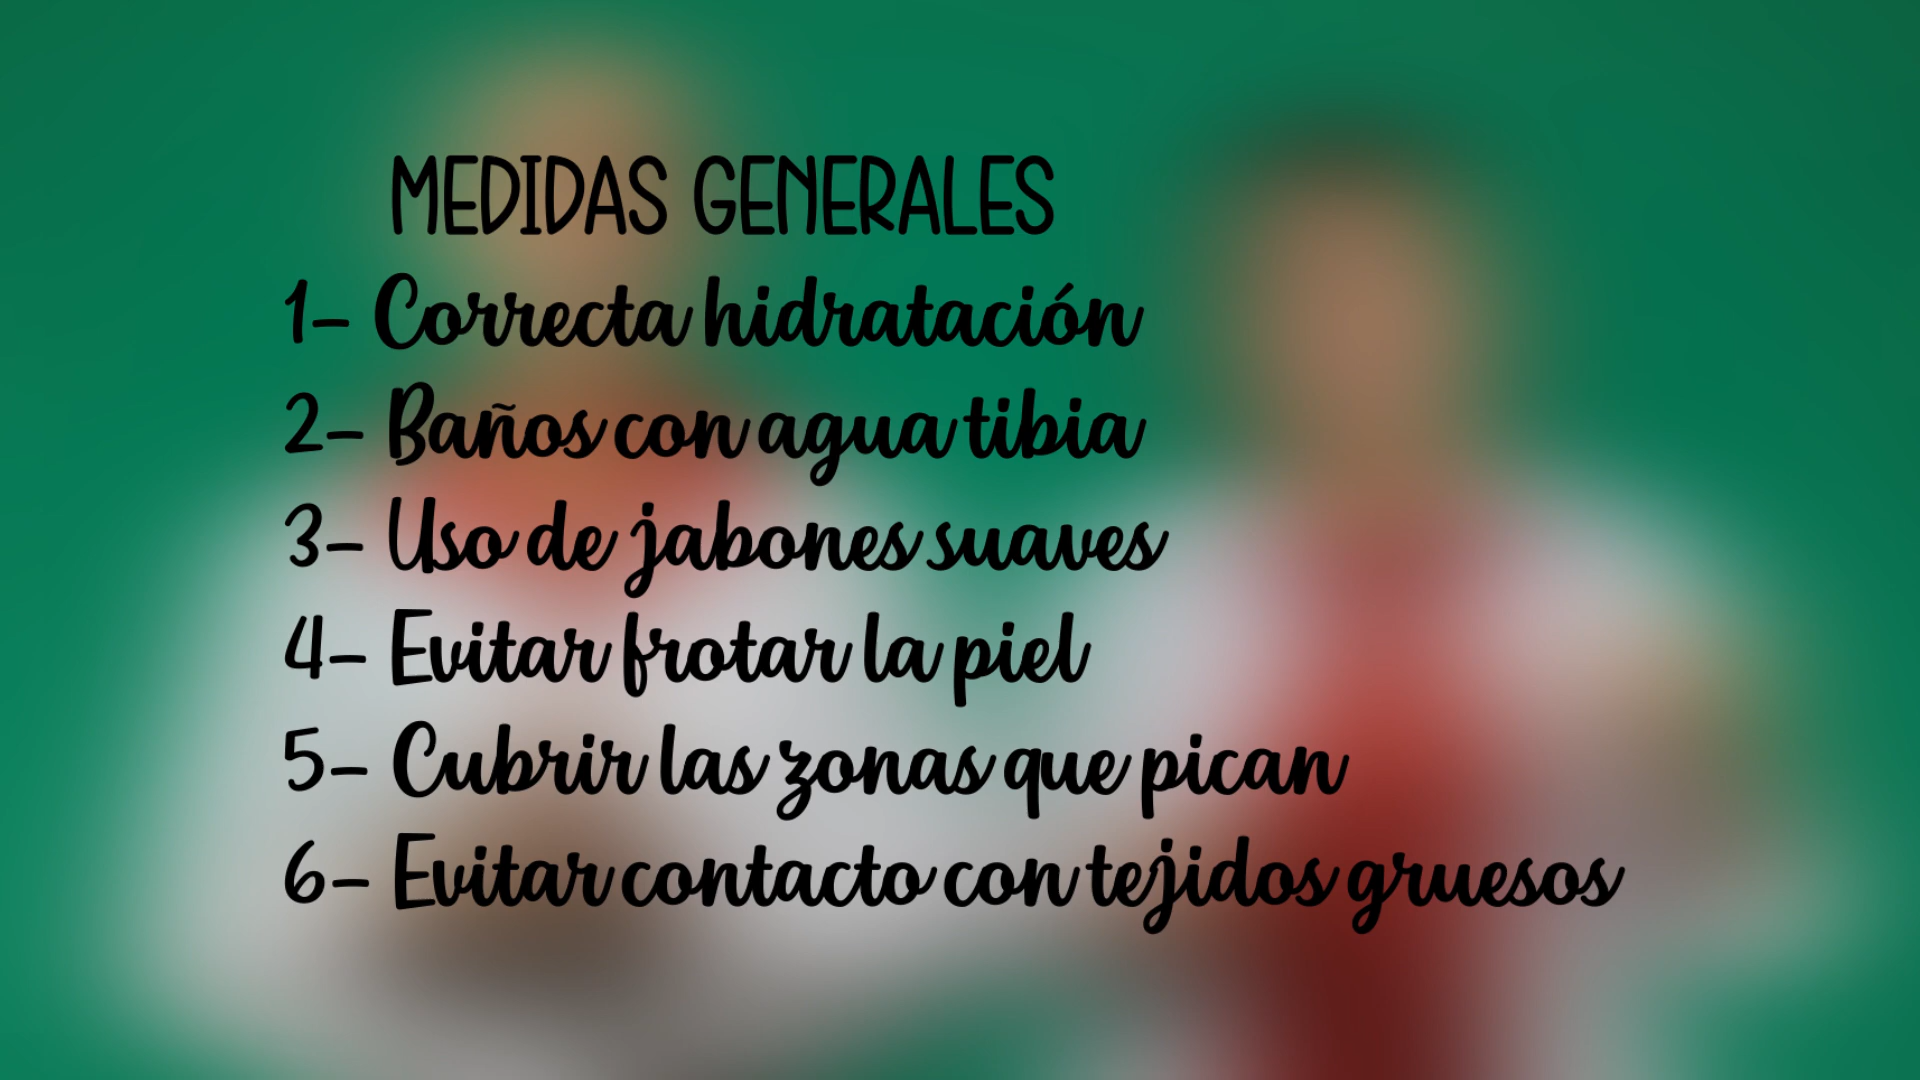 MEDIDAS GENERALES
1- Correcta hidratación
2- Baños con agua tibia
3- Uso de jabones suaves
4- Evitar frotar la piel
5- Cubrir las zonas que pican
6- Evitar contacto con tejidos gruesos